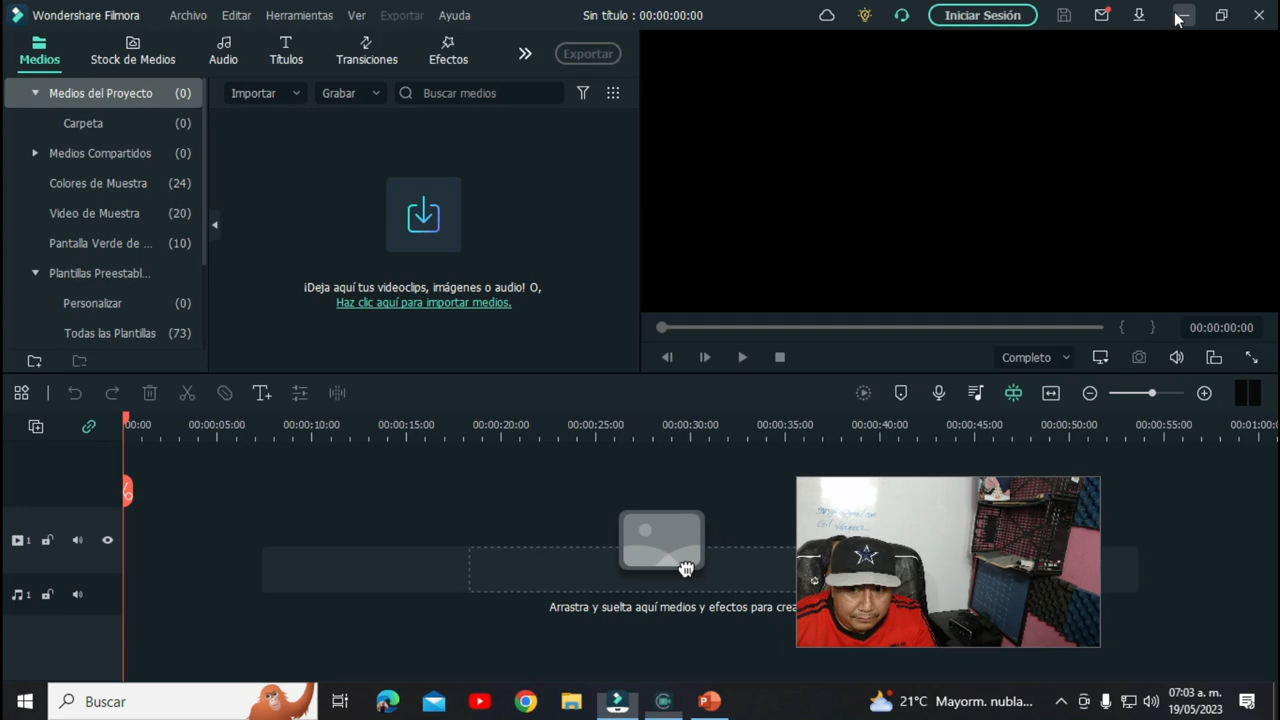 Wondershare Filmora Archivo Editar Herramientas Ver Exportar Ayuda Sin título : 00:00:00:00 Iniciar Sesión
Medios Stock de Medios Audio Títulos Transiciones Efectos Exportar
Medios del Proyecto (0) Importar Grabar Buscar medios
Carpeta (0)
Medios Compartidos (0)
Colores de Muestra (24)
Video de Muestra (20)
Pantalla Verde de ... (10)
Plantillas Preestabl...
Personalizar (0)
Todas las Plantillas (73)
¡Deja aquí tus videoclips, imágenes o audio! O,
Haz clic aquí para importar medios.
00:00:00:00
Completo
00:00 00:00:05:00 00:00:10:00 00:00:15:00 00:00:20:00 00:00:25:00 00:00:30:00 00:00:35:00 00:00:40:00 00:00:45:00 00:00:50:00 00:00:55:00 00:01:00:0
1
1
Arrastra y suelta aquí medios y efectos para crea
Buscar 21°C Mayorm. nubla... 07:03 a. m.
19/05/2023